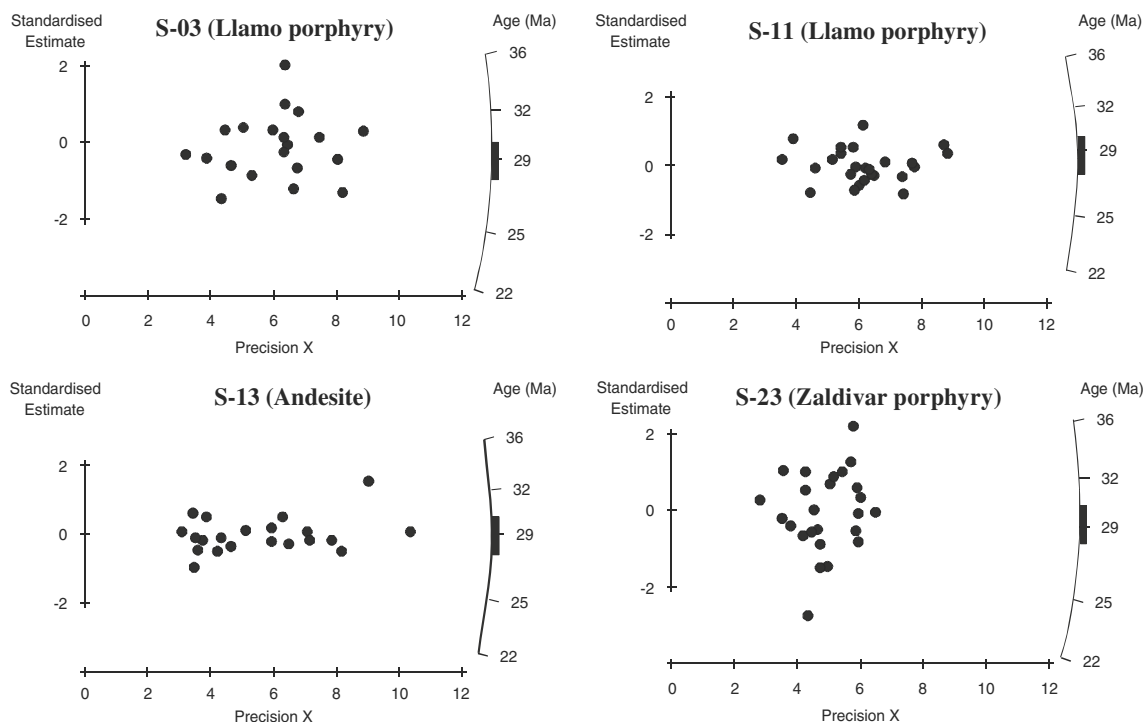 Standardised
Estimate
S-03 (Llamo porphyry)
Age (Ma)
36
2
32
0
29
-2
25
22
0 2 4 6 8 10 12
Precision X
Standardised
Estimate
S-11 (Llamo porphyry)
Age (Ma)
36
2
32
29
0
25
-2
22
0 2 4 6 8 10 12
Precision X
Standardised
Estimate
S-13 (Andesite)
Age (Ma)
36
2
32
0
29
-2
25
22
0 2 4 6 8 10 12
Precision X
Standardised
Estimate
S-23 (Zaldivar porphyry)
Age (Ma)
36
2
32
0
29
-2
25
22
0 2 4 6 8 10 12
Precision X